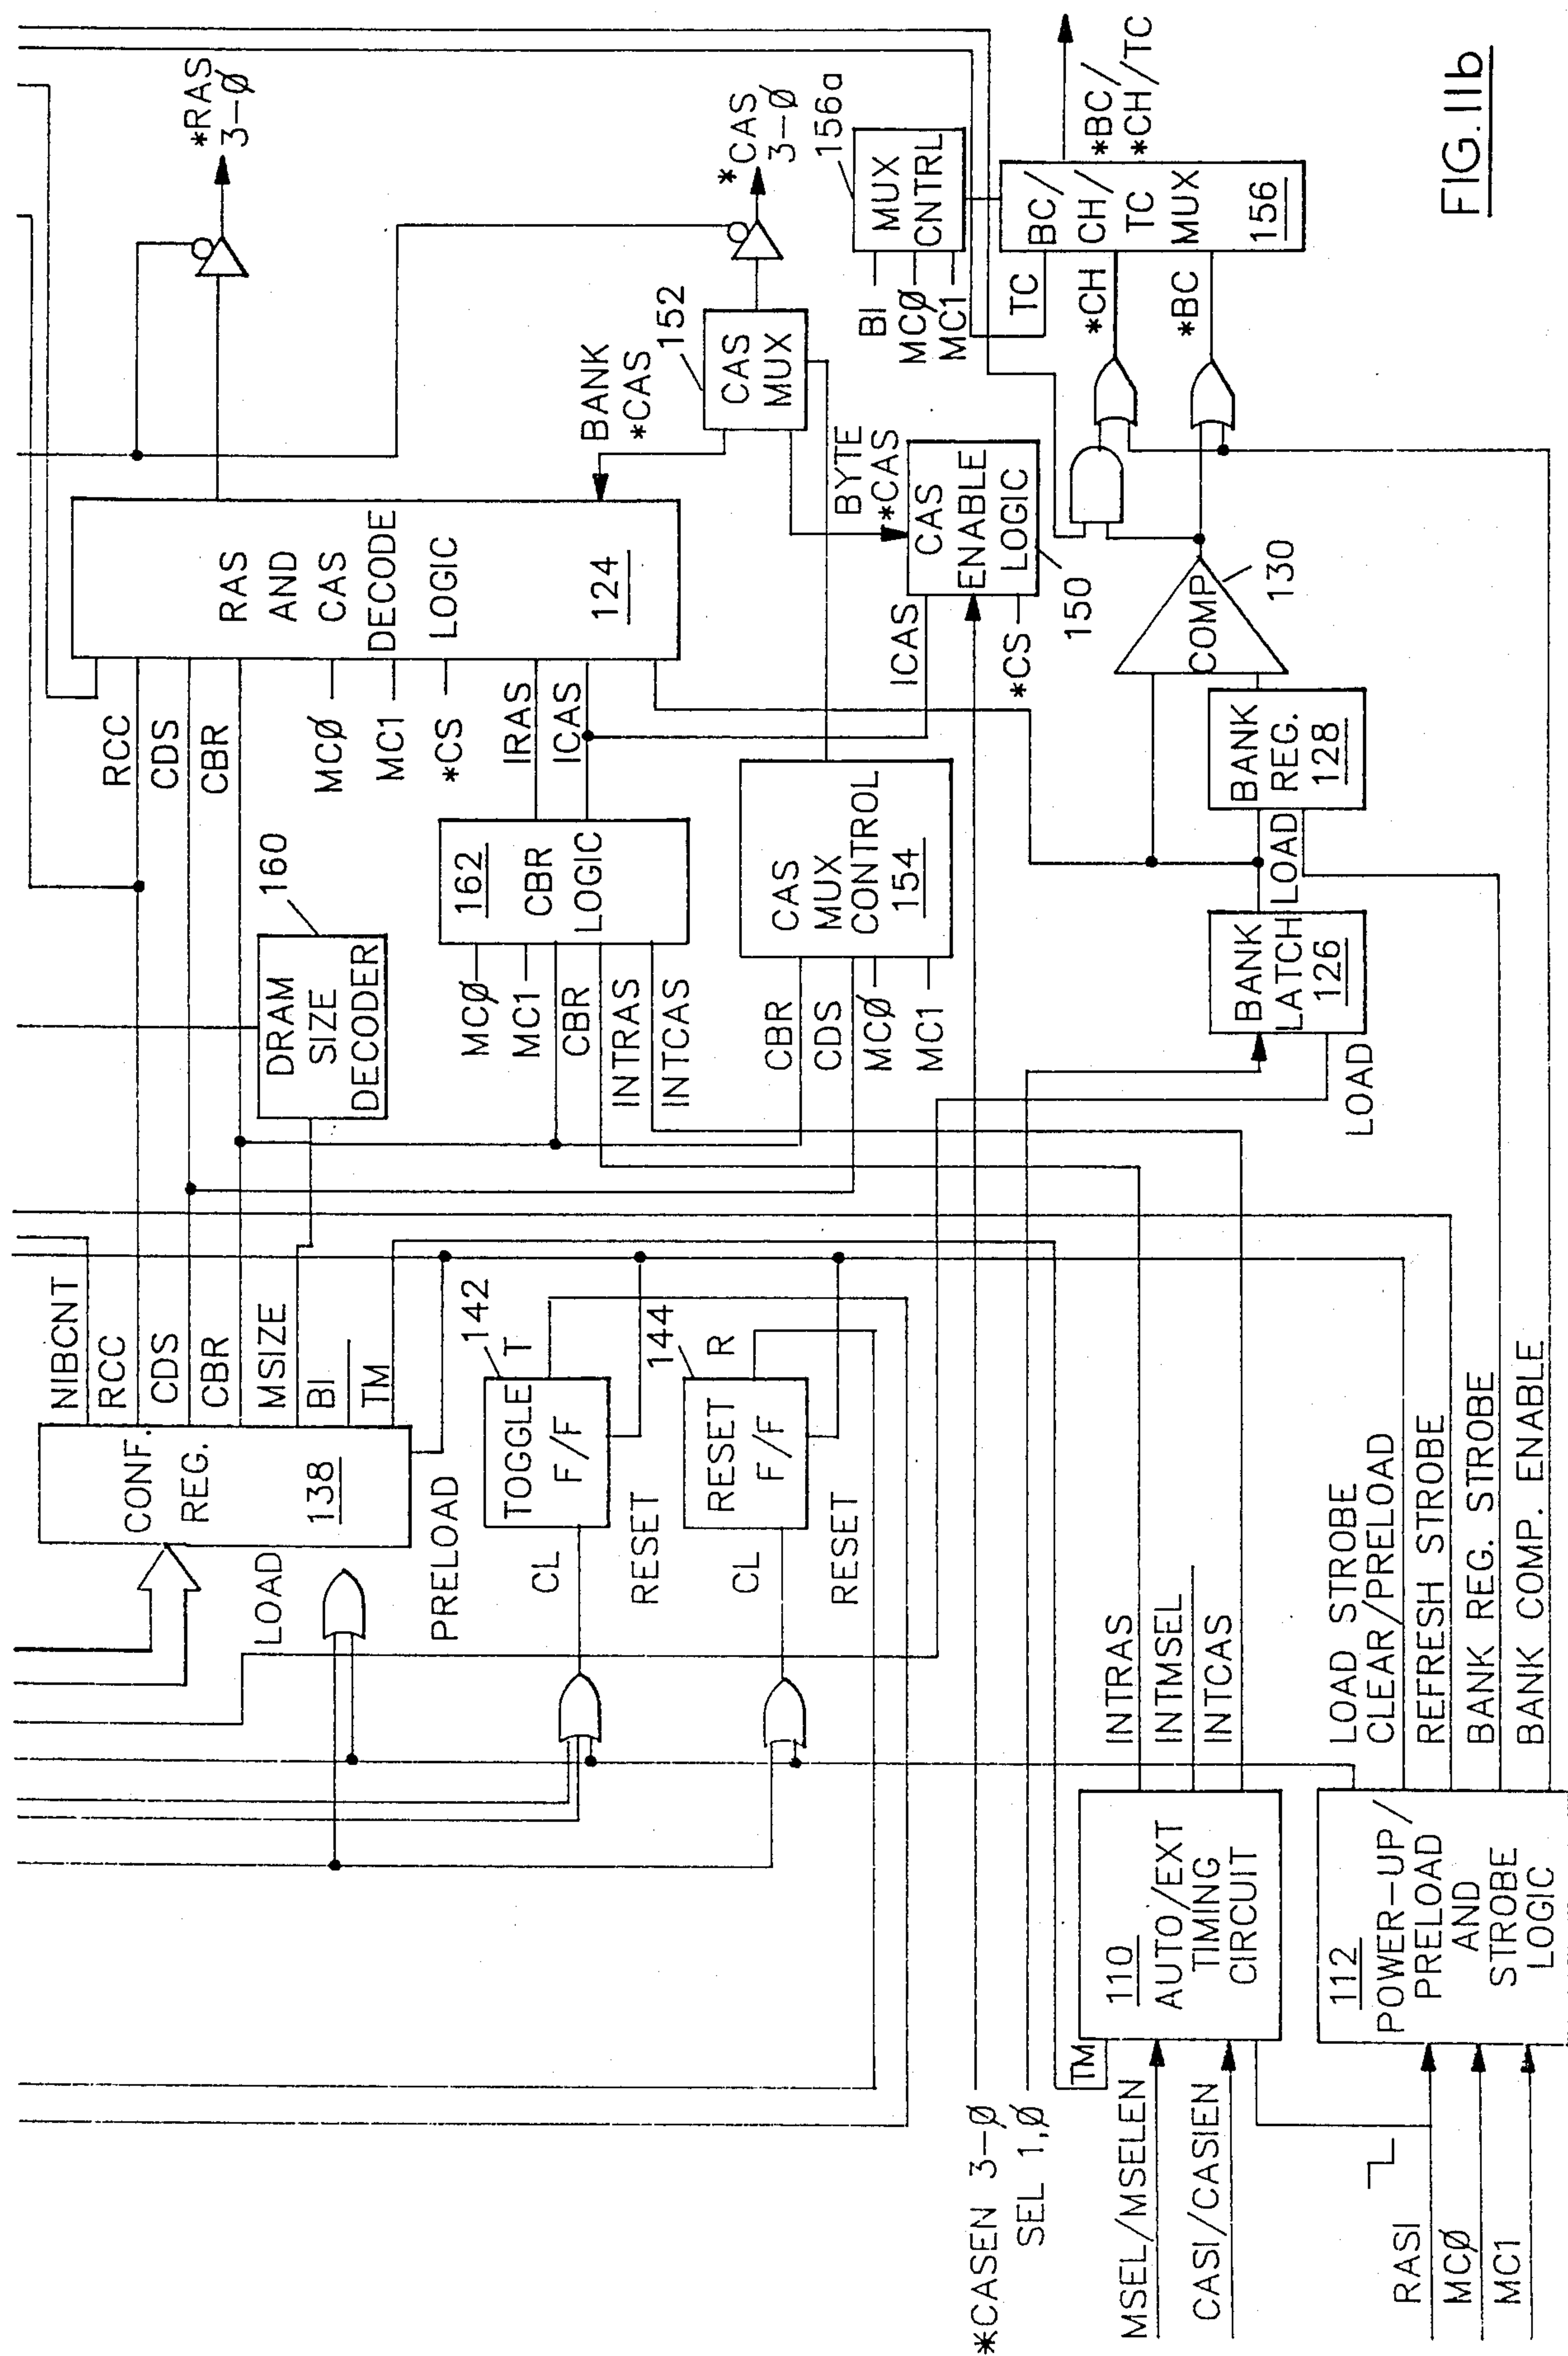 *RAS
3-Ø
*CAS
3-Ø
156a
MUX
CNTRL
BI
MCØ
MC1
BC/
CH/
TC
MUX
156
TC
*CH
*BC
*BC/
*CH/TC
FIG. 11b
152
CAS
MUX
BANK
*CAS
BYTE
*CAS
CAS
ENABLE
LOGIC
ICAS
*CS
150
COMP
130
RAS
AND
CAS
DECODE
LOGIC
124
RCC
CDS
CBR
MCØ
MC1
*CS
IRAS
ICAS
160
DRAM
SIZE
DECODER
162
CBR
LOGIC
MCØ
MC1
CBR
INTRAS
INTCAS
CAS
MUX
CONTROL
154
CBR
CDS
MCØ
MC1
BANK
REG.
128
LOAD
BANK
LATCH
126
LOAD
NIBCNT
RCC
CDS
CBR
MSIZE
BI
TM
CONF.
REG.
138
LOAD
PRELOAD
142
T
TOGGLE
F/F
CL
RESET
144
R
RESET
F/F
CL
RESET
INTRAS
INTMSEL
INTCAS
LOAD STROBE
CLEAR/PRELOAD
REFRESH STROBE
BANK REG. STROBE
BANK COMP. ENABLE
110
AUTO/EXT
TIMING
CIRCUIT
TM
112
POWER-UP/
PRELOAD
AND
STROBE
LOGIC
*CASEN 3-Ø
SEL 1,Ø
MSEL/MSELEN
CASI/CASIEN
RASI
MCØ
MC1